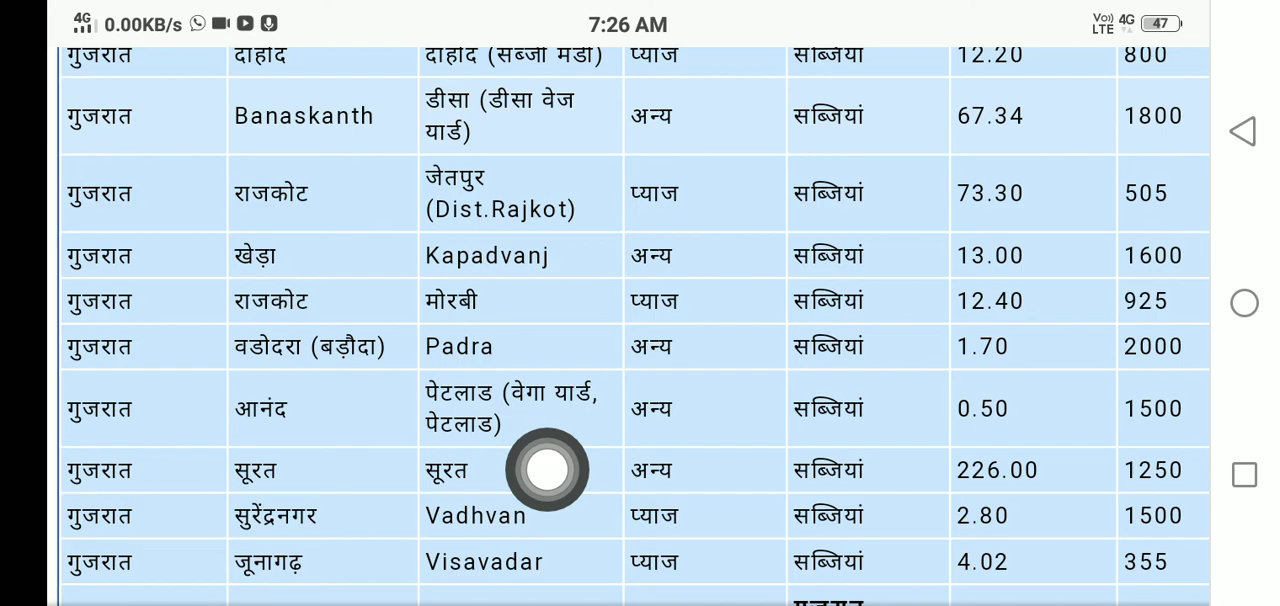 4G 0.00KB/s 7:26 AM Vo) LTE 4G 47
गुजरात दाहोद दाहोद (सब्जी मंडी) प्याज सब्जियां 12.20 800
गुजरात Banaskanth डीसा (डीसा वेज यार्ड) अन्य सब्जियां 67.34 1800
गुजरात राजकोट जेतपुर (Dist.Rajkot) प्याज सब्जियां 73.30 505
गुजरात खेड़ा Kapadvanj अन्य सब्जियां 13.00 1600
गुजरात राजकोट मोरबी प्याज सब्जियां 12.40 925
गुजरात वडोदरा (बड़ौदा) Padra अन्य सब्जियां 1.70 2000
गुजरात आनंद पेटलाड (वेगा यार्ड, पेटलाड) अन्य सब्जियां 0.50 1500
गुजरात सूरत सूरत अन्य सब्जियां 226.00 1250
गुजरात सुरेंद्रनगर Vadhvan प्याज सब्जियां 2.80 1500
गुजरात जूनागढ़ Visavadar प्याज सब्जियां 4.02 355